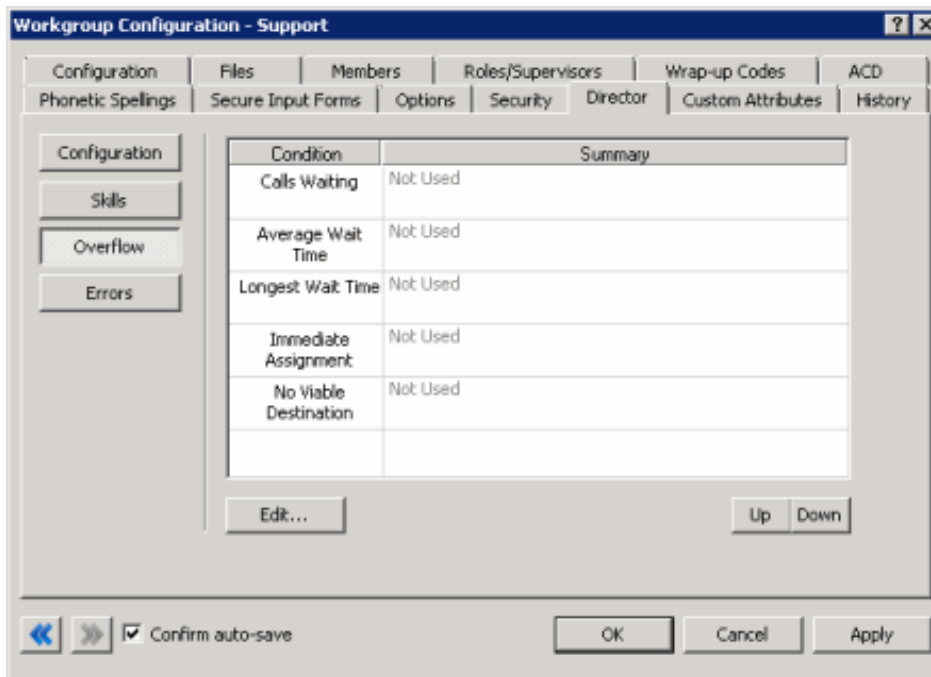 Workgroup Configuration - Support
Configuration Files Members Roles/Supervisors Wrap-up Codes ACD
Phonetic Spellings Secure Input Forms Options Security Director Custom Attributes History
Configuration
Skills
Overflow
Errors
Condition Summary
Calls Waiting Not Used
Average Wait Not Used
Time
Longest Wait Time Not Used
Immediate Not Used
Assignment
No Viable Not Used
Destination
Edit... Up Down
Confirm auto-save OK Cancel Apply